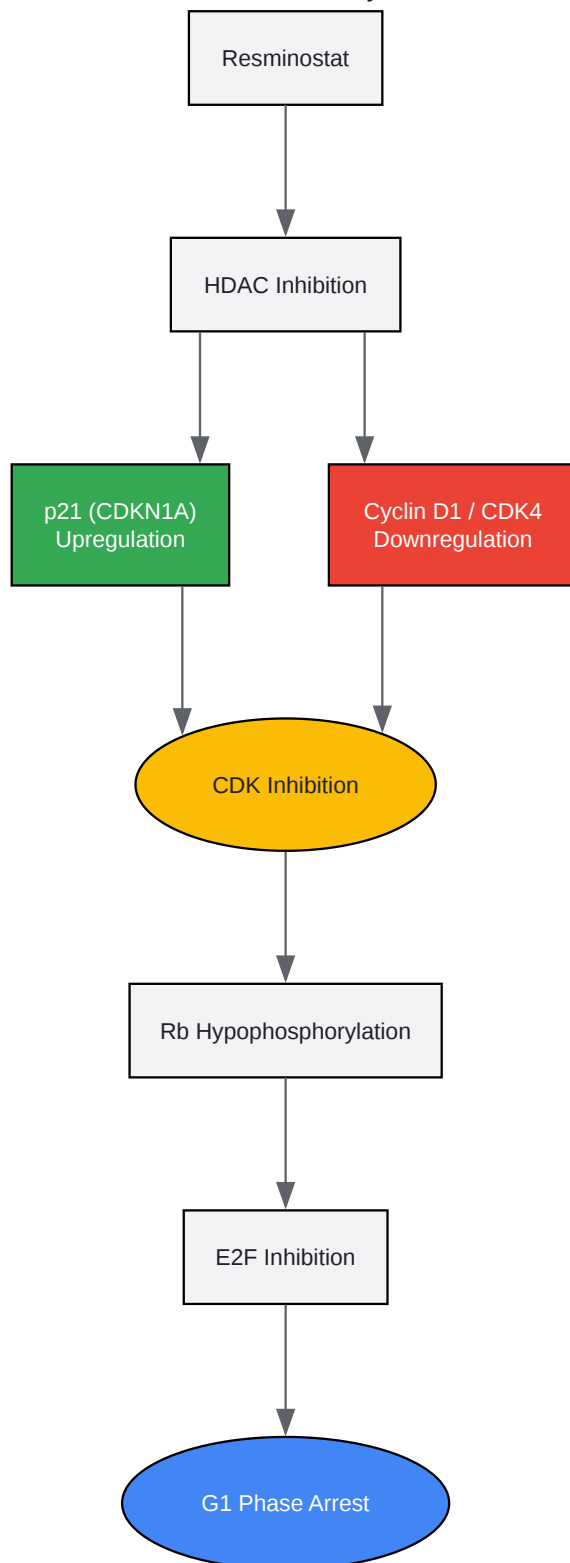 Resminostat
HDAC Inhibition
p21 (CDKN1A)
Upregulation
Cyclin D1 / CDK4
Downregulation
CDK Inhibition
Rb Hypophosphorylation
E2F Inhibition
G1 Phase Arrest